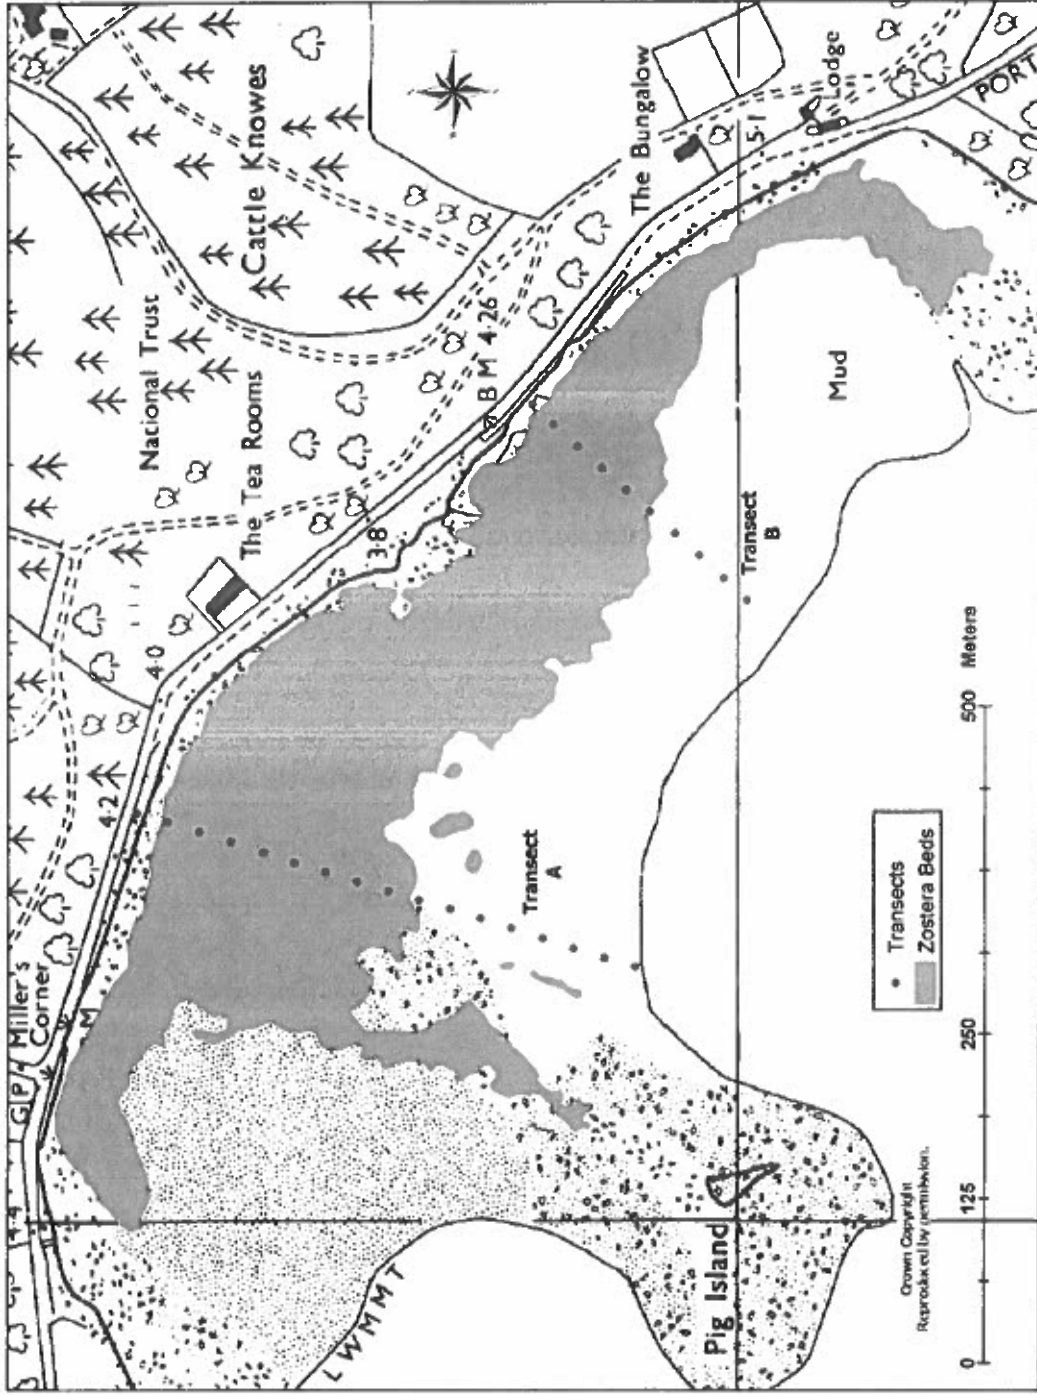 4·4
G P
Miller's
Corner
M
4·2
4·0
National Trust
The Tea Rooms
Cattle Knowes
3·8
B M 4·26
The Bungalow
5·1
Lodge
PORT
Mud
Transect
A
Transect
B
LWMMT
Pig Island
Transects
Zostera Beds
0
125
250
500
Meters
Crown Copyright
Reproduced by permission.